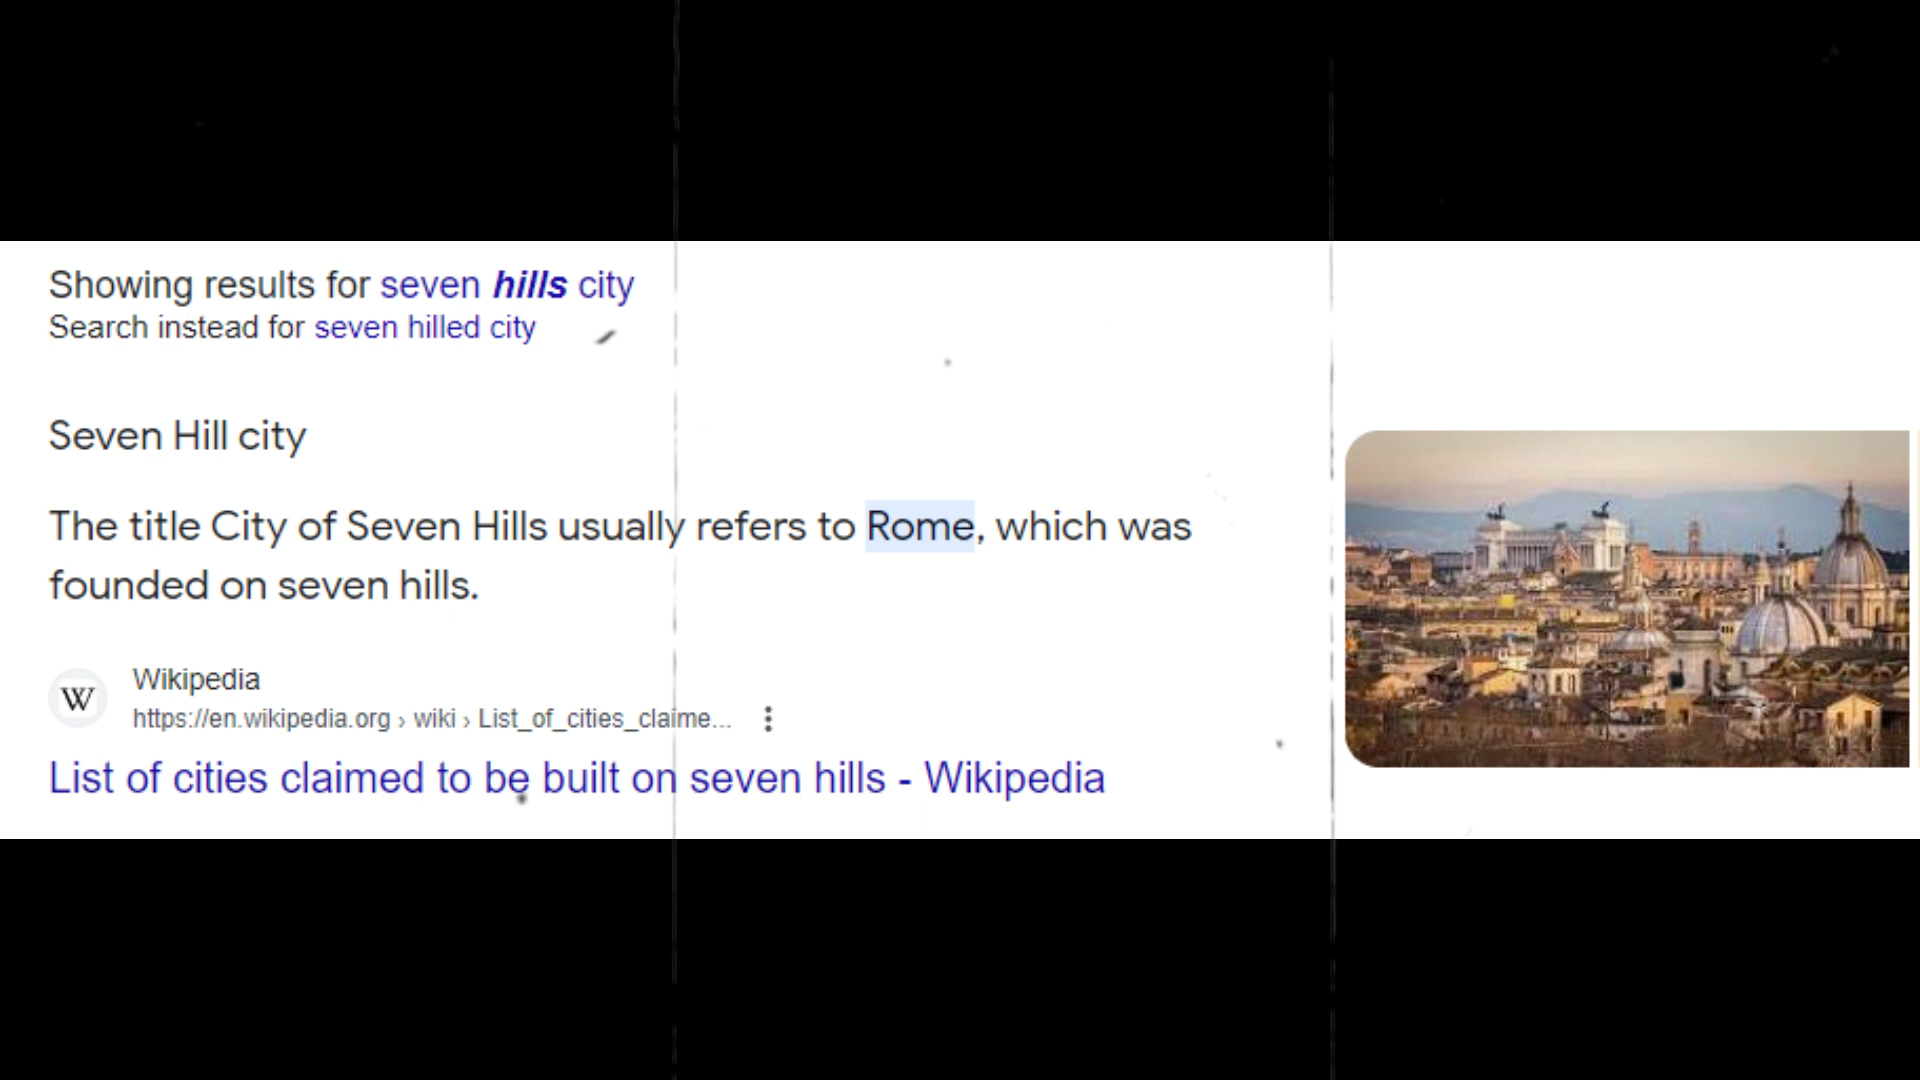 Showing results for seven hills city
Search instead for seven hilled city
Seven Hill city
The title City of Seven Hills usually refers to Rome, which was
founded on seven hills.
W
Wikipedia
https://en.wikipedia.org › wiki › List_of_cities_claime...
List of cities claimed to be built on seven hills - Wikipedia